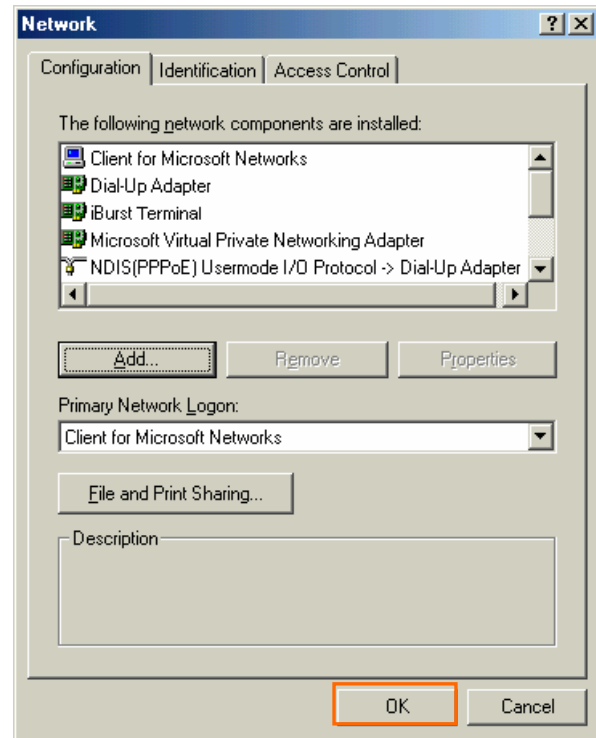 Network
Configuration Identification Access Control
The following network components are installed:
Client for Microsoft Networks
Dial-Up Adapter
iBurst Terminal
Microsoft Virtual Private Networking Adapter
NDIS(PPPoE) Usermode I/O Protocol -> Dial-Up Adapter
Add... Remove Properties
Primary Network Logon:
Client for Microsoft Networks
File and Print Sharing...
Description
OK Cancel